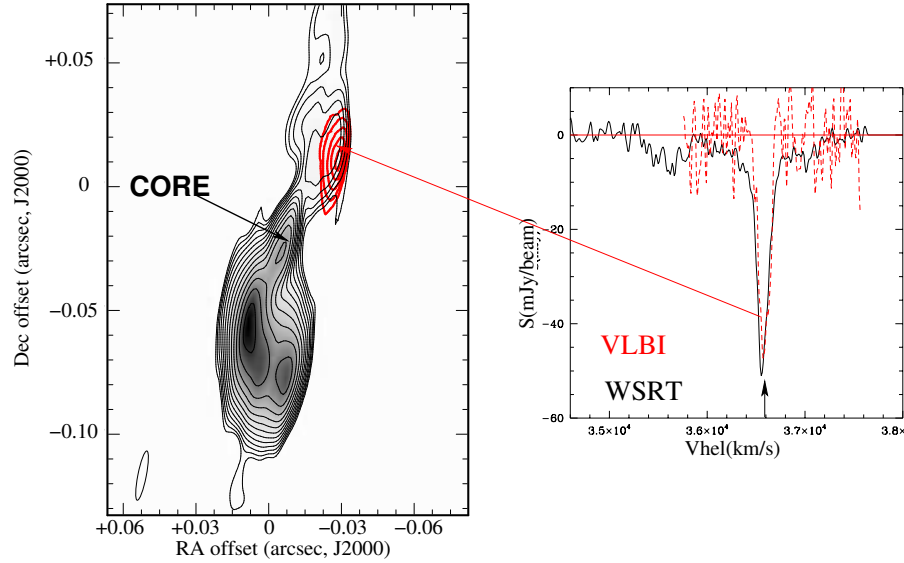 +0.05
0
−0.05
−0.10
Dec offset (arcsec, J2000)
CORE
+0.06
+0.03
0
−0.03
−0.06
RA offset (arcsec, J2000)
0
−20
−40
−60
S(mJy/beam)
VLBI
WSRT
3.5×10⁴
3.6×10⁴
3.7×10⁴
3.8×
Vhel(km/s)